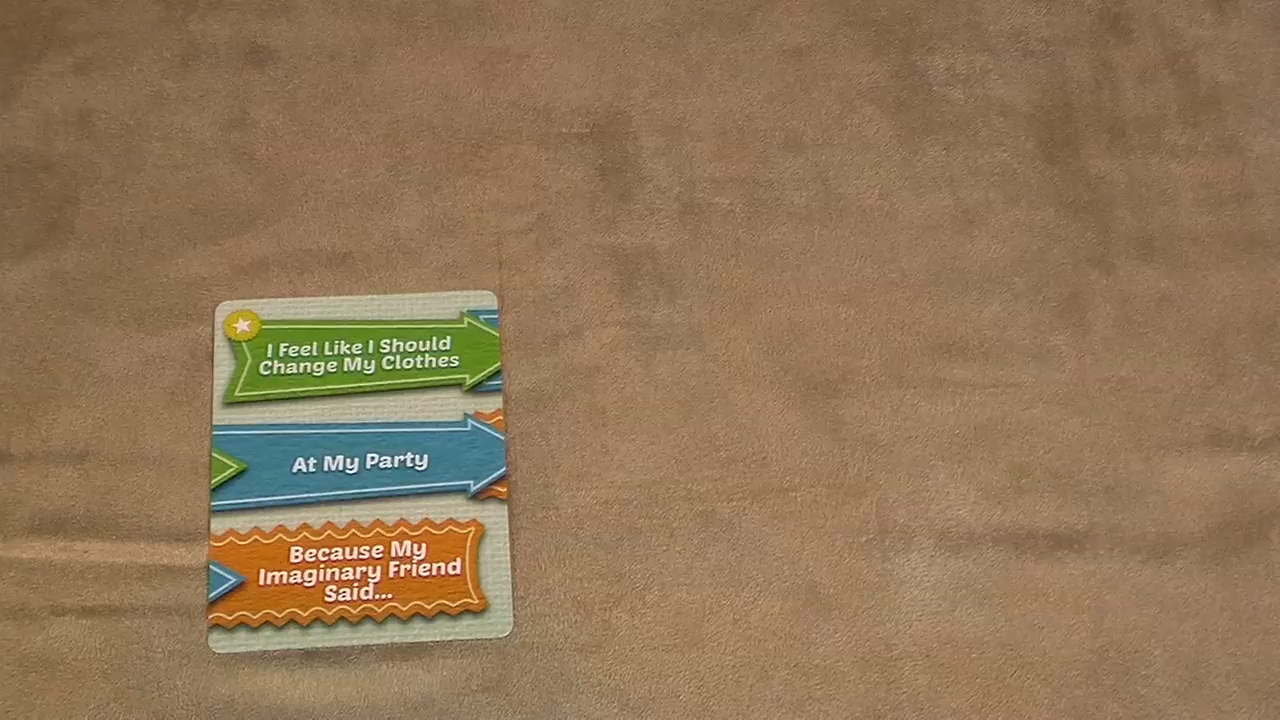 I Feel Like I Should
Change My Clothes
At My Party
Because My
Imaginary Friend
Said...